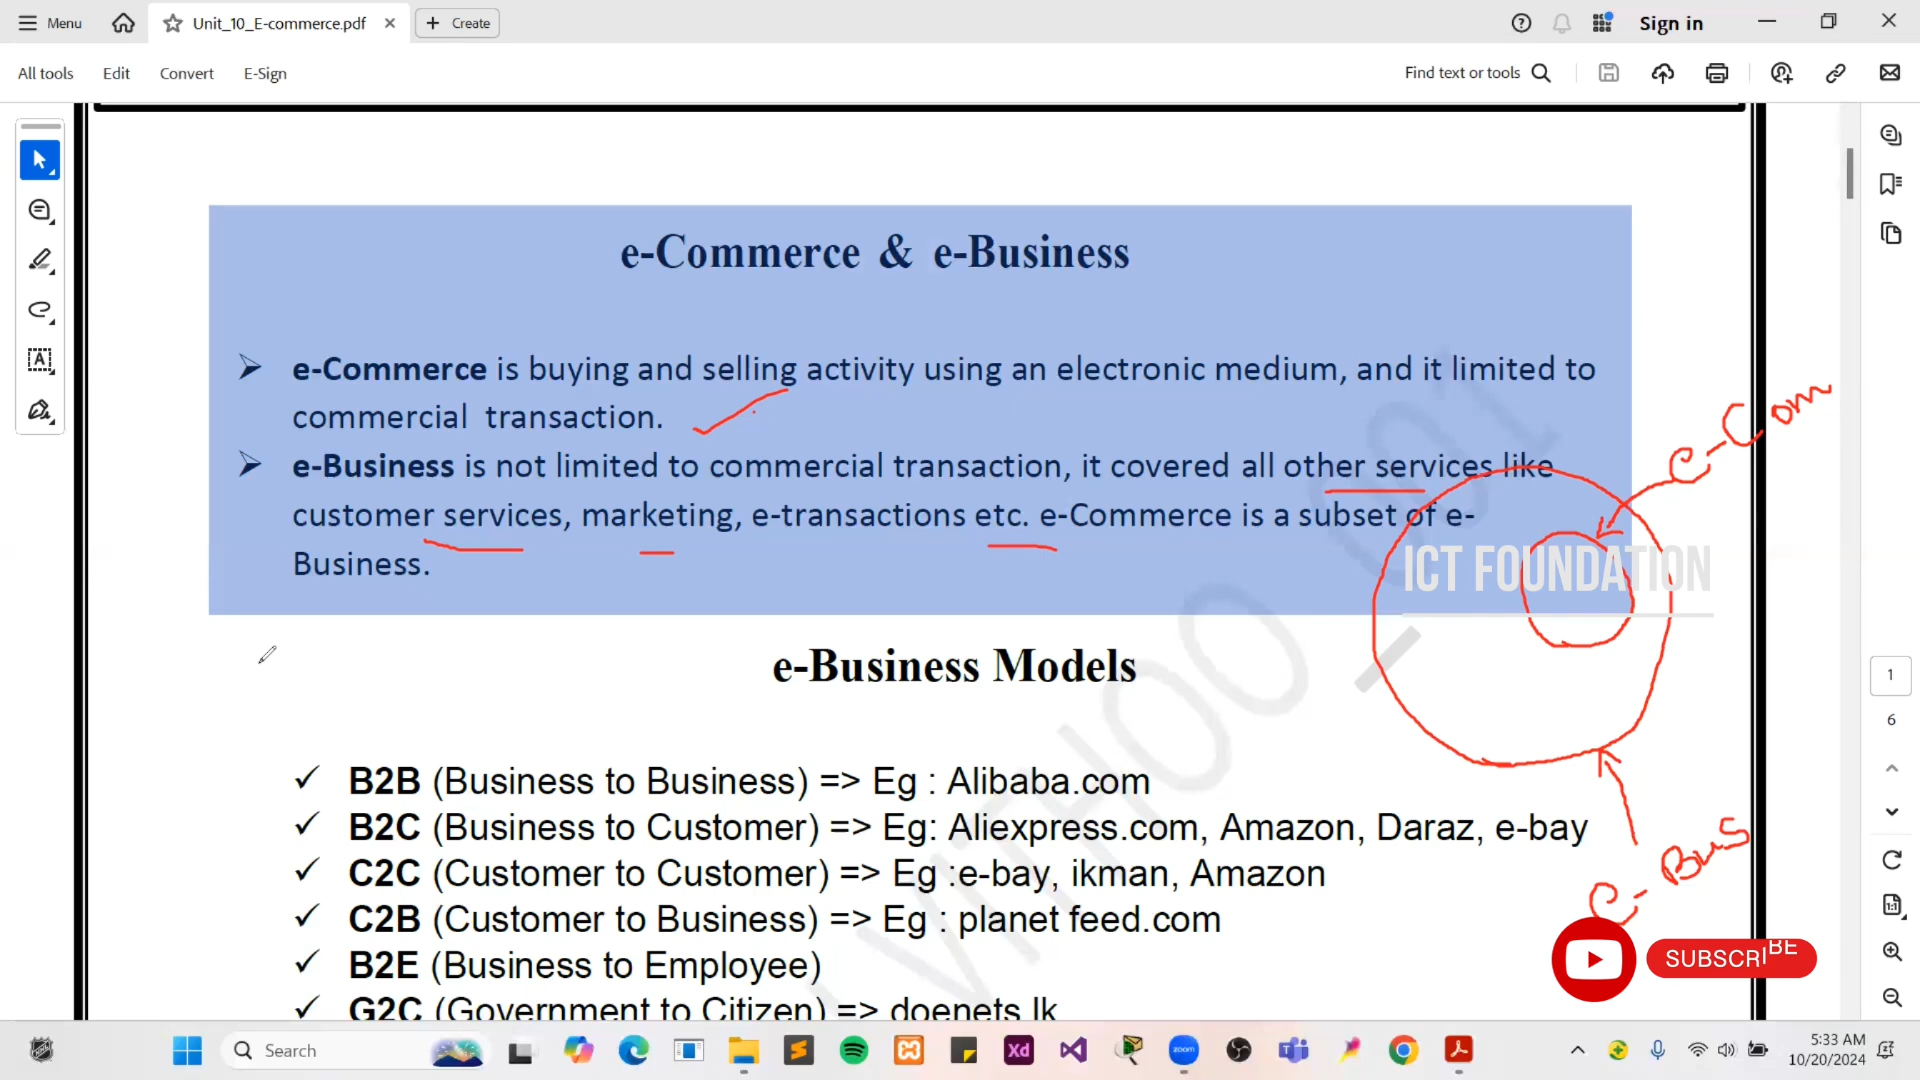 Menu
Unit_10_E-commerce.pdf
Create
Sign in
All tools
Edit
Convert
E-Sign
Find text or tools
e-Commerce & e-Business
e-Commerce is buying and selling activity using an electronic medium, and it limited to
commercial transaction.
e-Business is not limited to commercial transaction, it covered all other services like
customer services, marketing, e-transactions etc. e-Commerce is a subset of e-
Business.
e-Com
ICT FOUNDATION
e-Business Models
B2B (Business to Business) => Eg : Alibaba.com
B2C (Business to Customer) => Eg: Aliexpress.com, Amazon, Daraz, e-bay
C2C (Customer to Customer) => Eg :e-bay, ikman, Amazon
C2B (Customer to Business) => Eg : planet feed.com
B2E (Business to Employee)
G2C (Government to Citizen) => doenets.lk
e-Bus
SUBSCRIBE
1
6
1:1
Search
Xd
zoom
5:33 AM
10/20/2024